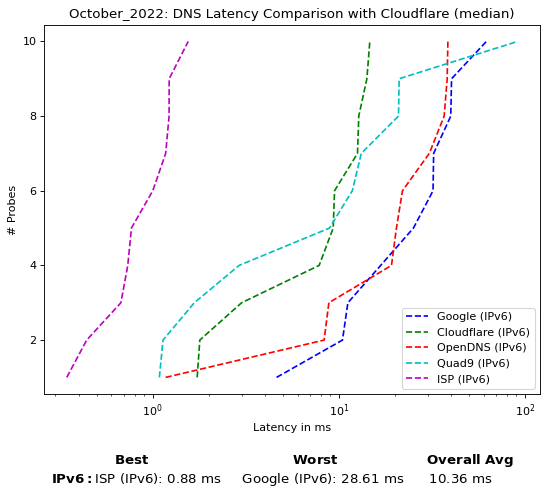 October_2022: DNS Latency Comparison with Cloudflare (median)
10
8
6
4
2
# Probes
Google (IPv6)
Cloudflare (IPv6)
OpenDNS (IPv6)
Quad9 (IPv6)
ISP (IPv6)
10⁰ 10¹ 10²
Latency in ms
Best Worst Overall Avg
IPv6: ISP (IPv6): 0.88 ms Google (IPv6): 28.61 ms 10.36 ms